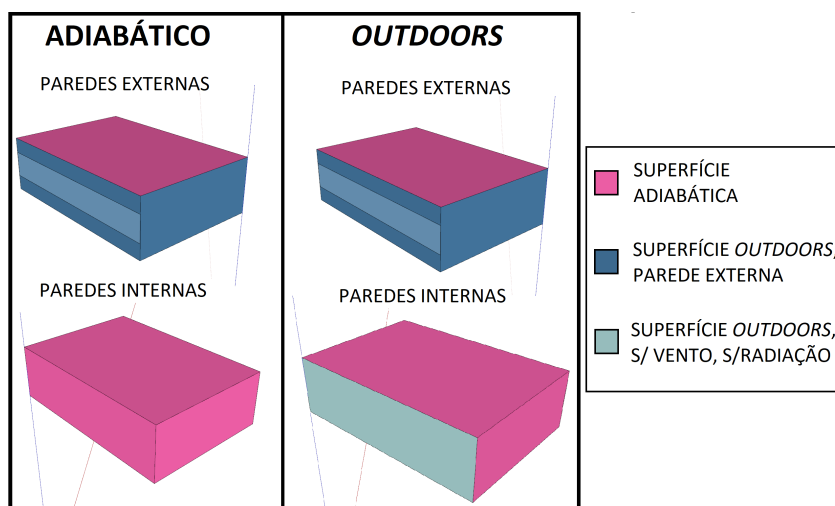 ADIABÁTICO
PAREDES EXTERNAS
PAREDES INTERNAS
OUTDOORS
PAREDES EXTERNAS
PAREDES INTERNAS
SUPERFÍCIE
ADIABÁTICA
SUPERFÍCIE OUTDOORS,
PAREDE EXTERNA
SUPERFÍCIE OUTDOORS,
S/ VENTO, S/RADIAÇÃO